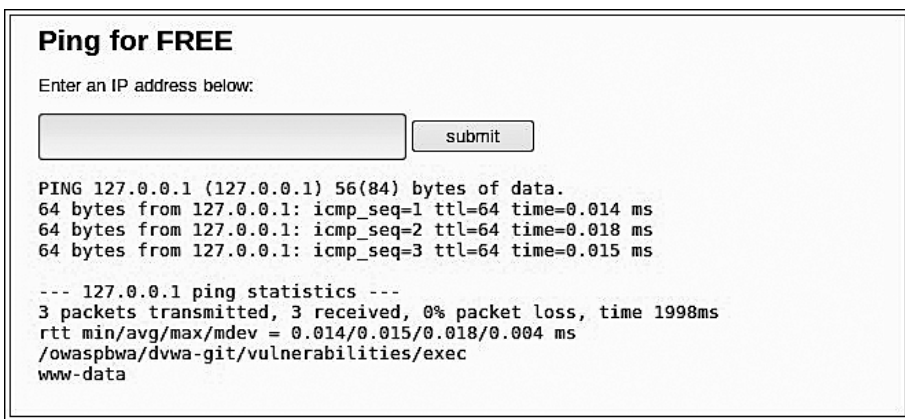 Ping for FREE
Enter an IP address below:
submit
PING 127.0.0.1 (127.0.0.1) 56(84) bytes of data.
64 bytes from 127.0.0.1: icmp_seq=1 ttl=64 time=0.014 ms
64 bytes from 127.0.0.1: icmp_seq=2 ttl=64 time=0.018 ms
64 bytes from 127.0.0.1: icmp_seq=3 ttl=64 time=0.015 ms
--- 127.0.0.1 ping statistics ---
3 packets transmitted, 3 received, 0% packet loss, time 1998ms
rtt min/avg/max/mdev = 0.014/0.015/0.018/0.004 ms
/owaspbwa/dvwa-git/vulnerabilities/exec
www-data